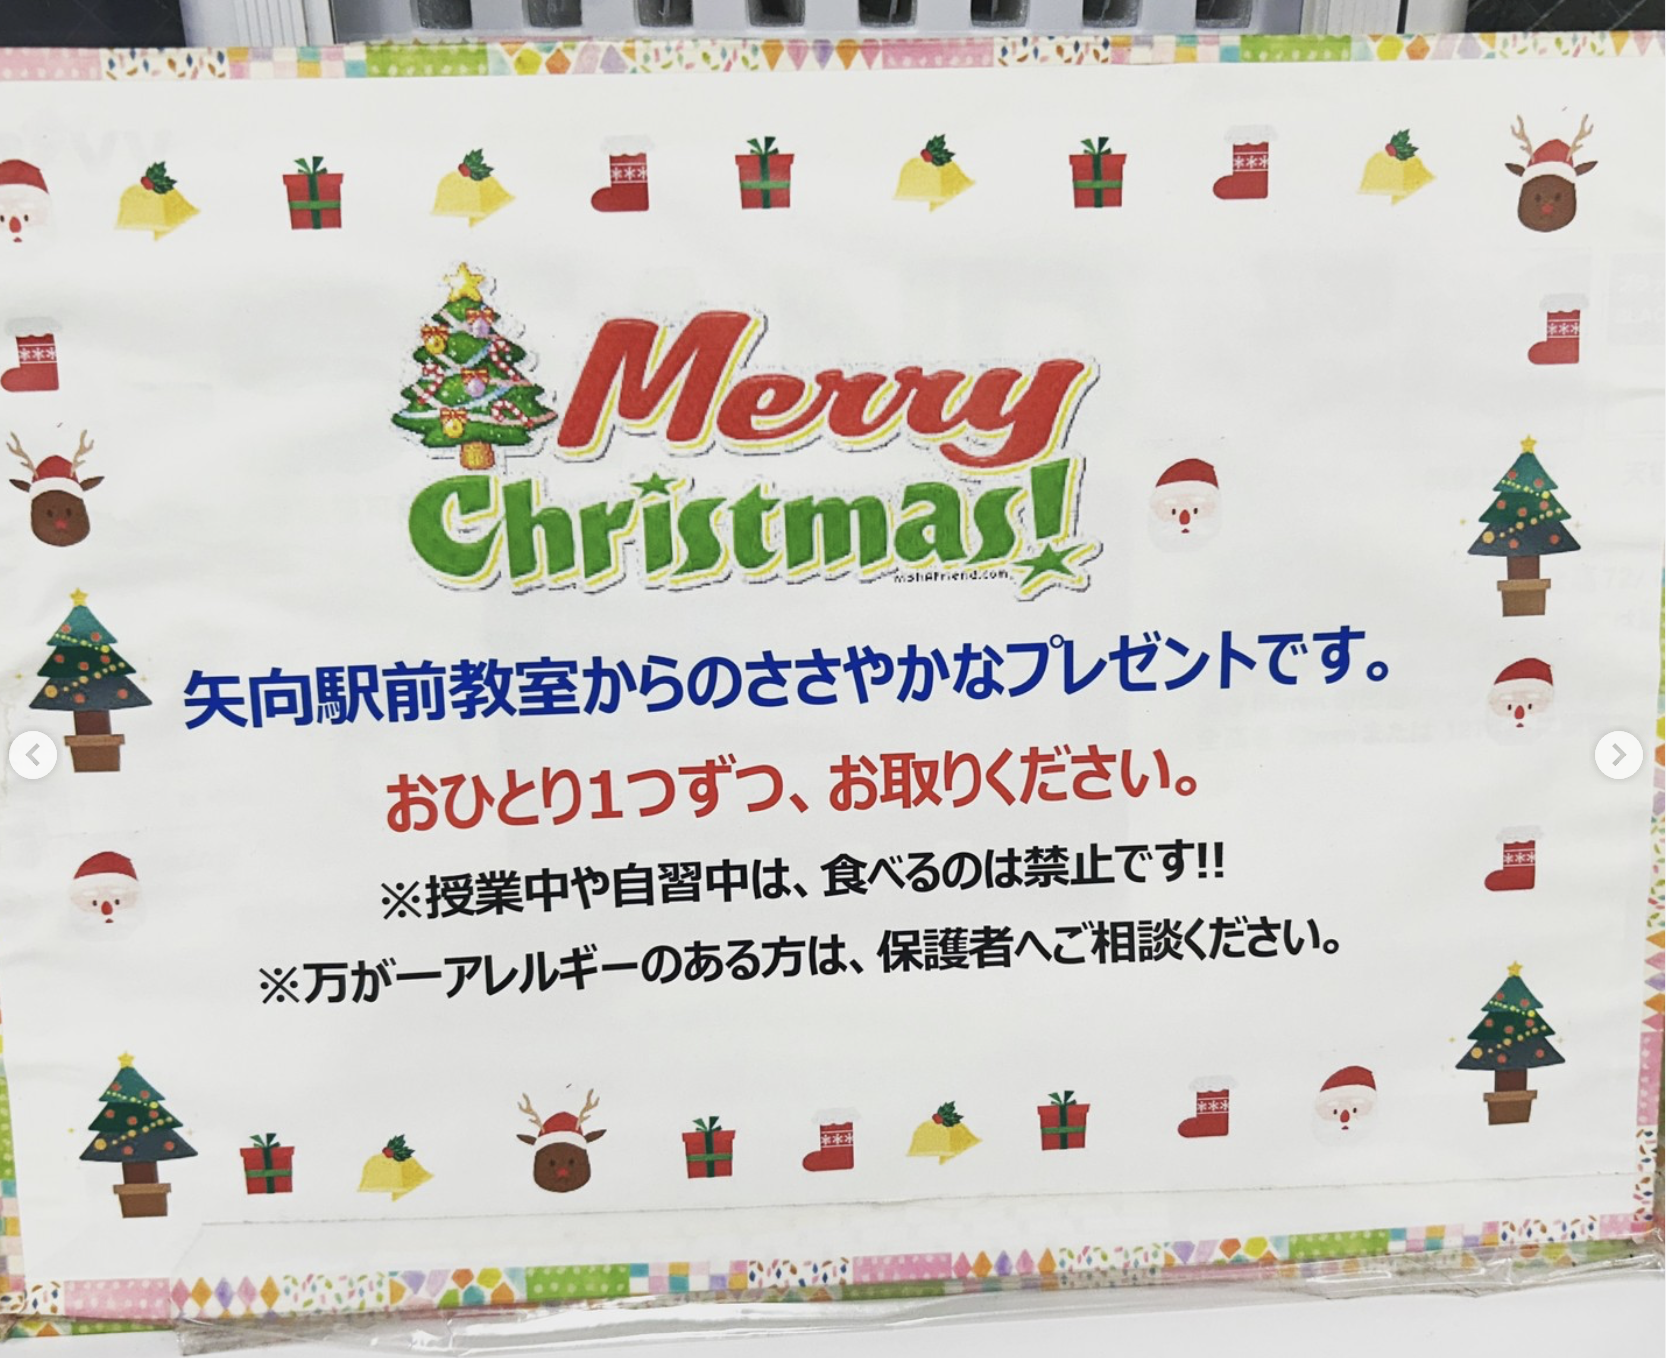 Merry
Christmas!
MshAFriend.com
矢向駅前教室からのささやかなプレゼントです。
おひとり1つずつ、お取りください。
※授業中や自習中は、食べるのは禁止です!!
※万が一アレルギーのある方は、保護者へご相談ください。